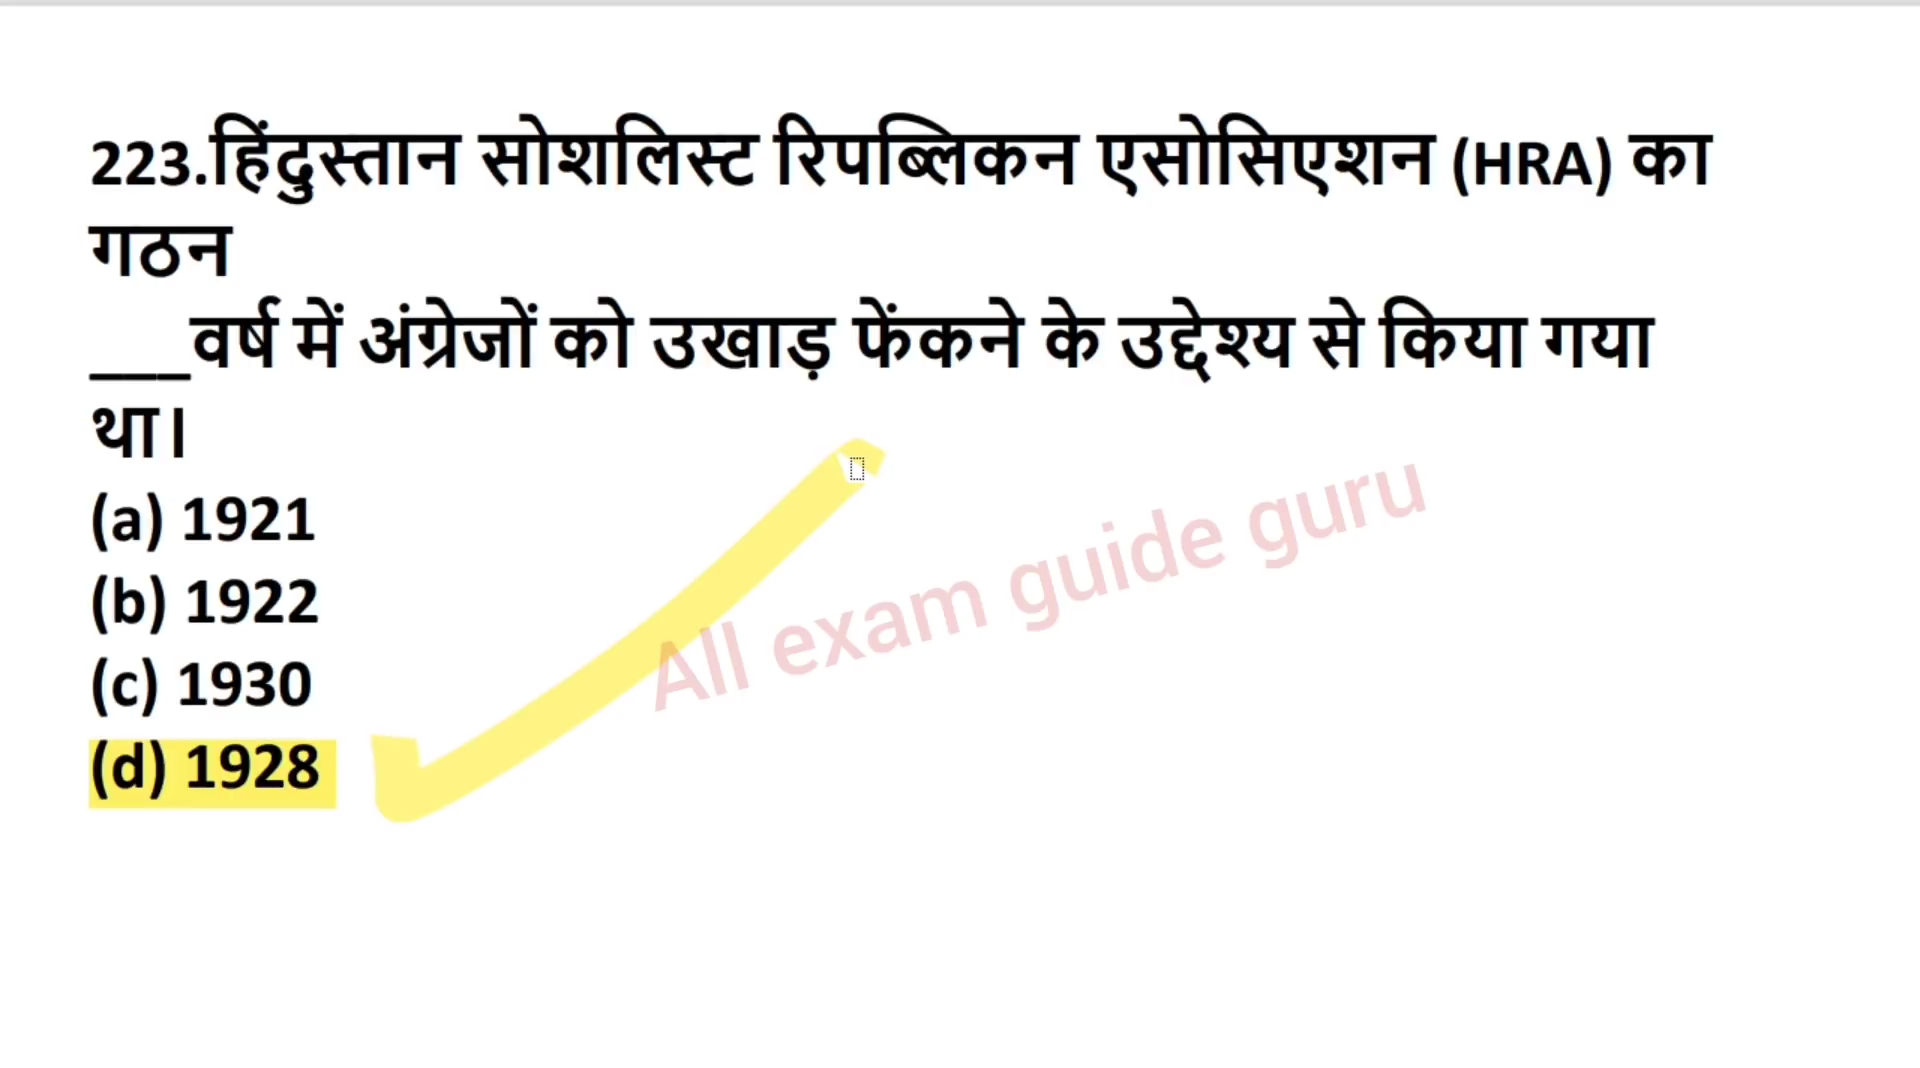 223.हिंदुस्तान सोशलिस्ट रिपब्लिकन एसोसिएशन (HRA) का
गठन
___वर्ष में अंग्रेजों को उखाड़ फेंकने के उद्देश्य से किया गया
था।
(a) 1921
(b) 1922
(c) 1930
(d) 1928
All exam guide guru